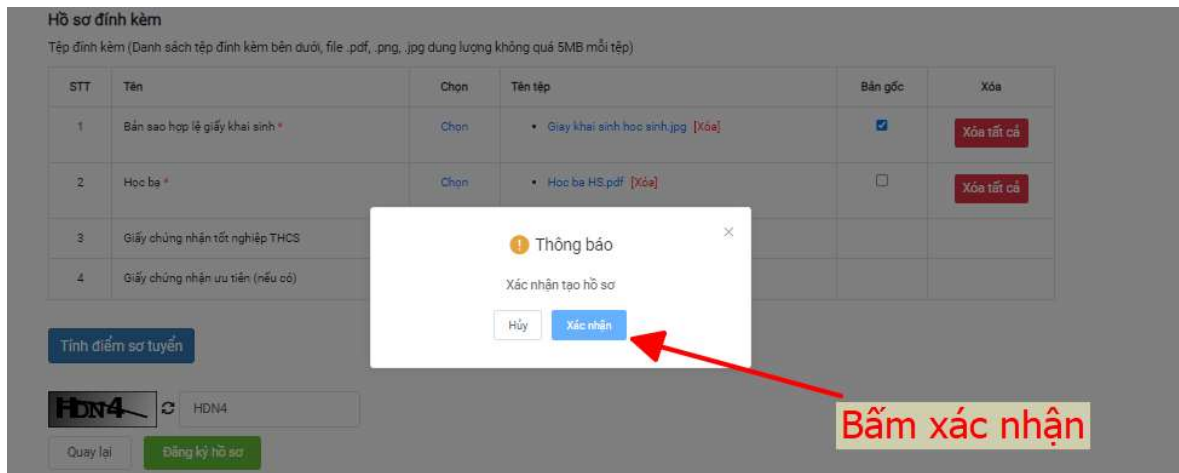 Hồ sơ đính kèm
Tệp đính kèm (Danh sách tệp đính kèm bên dưới, file .pdf, .png, .jpg dung lượng không quá 5MB mỗi tệp)
STT Tên Chọn Tên tệp Bản gốc Xóa
1 Bản sao hợp lệ giấy khai sinh * Chọn • Giay khai sinh hoc sinh.jpg [Xóa] Xóa tất cả
2 Học bạ * Chọn • Hoc ba HS.pdf [Xóa] Xóa tất cả
3 Giấy chứng nhận tốt nghiệp THCS
4 Giấy chứng nhận ưu tiên (nếu có)
Thông báo
Xác nhận tạo hồ sơ
Hủy Xác nhận
Tính điểm sơ tuyển
HDN4 HDN4
Bấm xác nhận
Quay lại Đăng ký hồ sơ